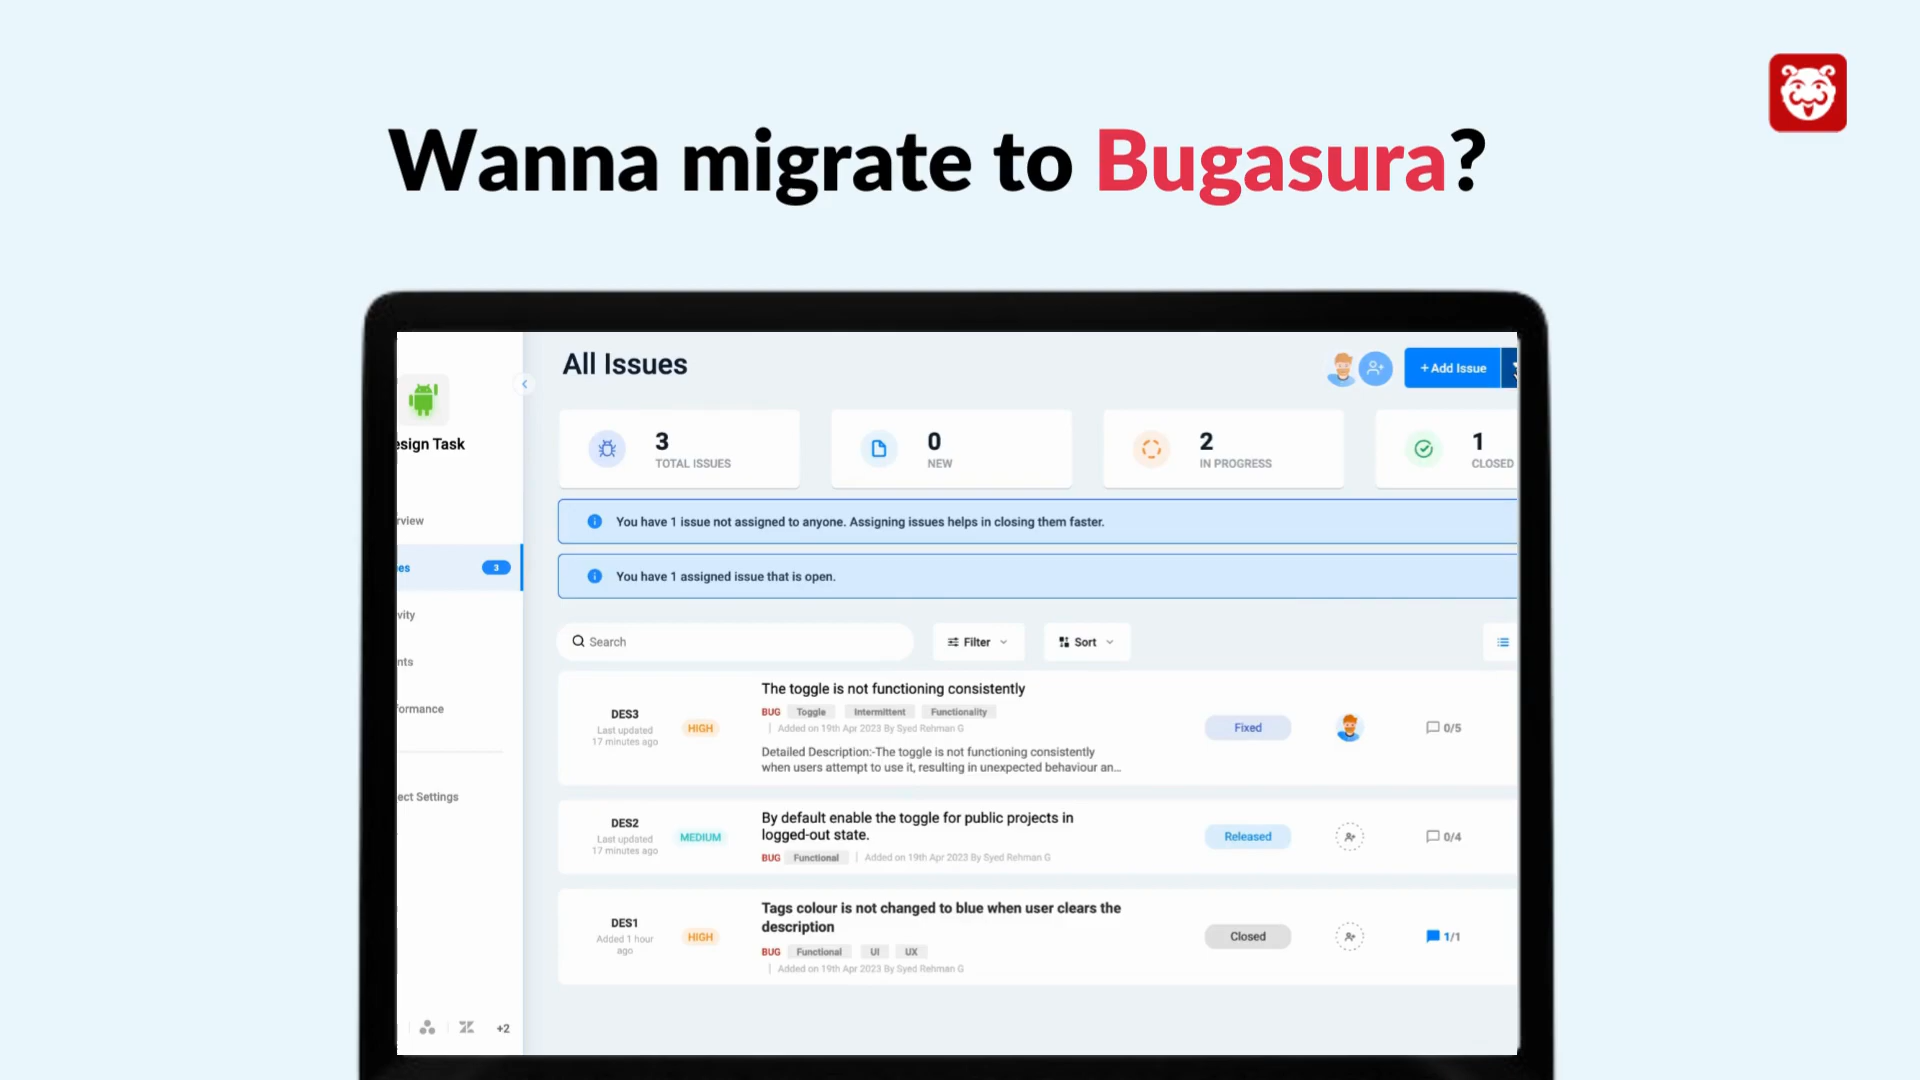 Wanna migrate to Bugasura?
All Issues
+ Add Issue
esign Task
3
TOTAL ISSUES
0
NEW
2
IN PROGRESS
1
CLOSED
rview
You have 1 issue not assigned to anyone. Assigning issues helps in closing them faster.
es
3
You have 1 assigned issue that is open.
vity
Search
Filter
Sort
nts
formance
ect Settings
DES3
Last updated
17 minutes ago
HIGH
The toggle is not functioning consistently
BUG Toggle Intermittent Functionality
| Added on 19th Apr 2023 By Syed Rehman G
Detailed Description:-The toggle is not functioning consistently
when users attempt to use it, resulting in unexpected behaviour an...
Fixed
0/5
DES2
Last updated
17 minutes ago
MEDIUM
By default enable the toggle for public projects in
logged-out state.
BUG Functional | Added on 19th Apr 2023 By Syed Rehman G
Released
0/4
DES1
Added 1 hour
ago
HIGH
Tags colour is not changed to blue when user clears the
description
BUG Functional UI UX
| Added on 19th Apr 2023 By Syed Rehman G
Closed
1/1
+2